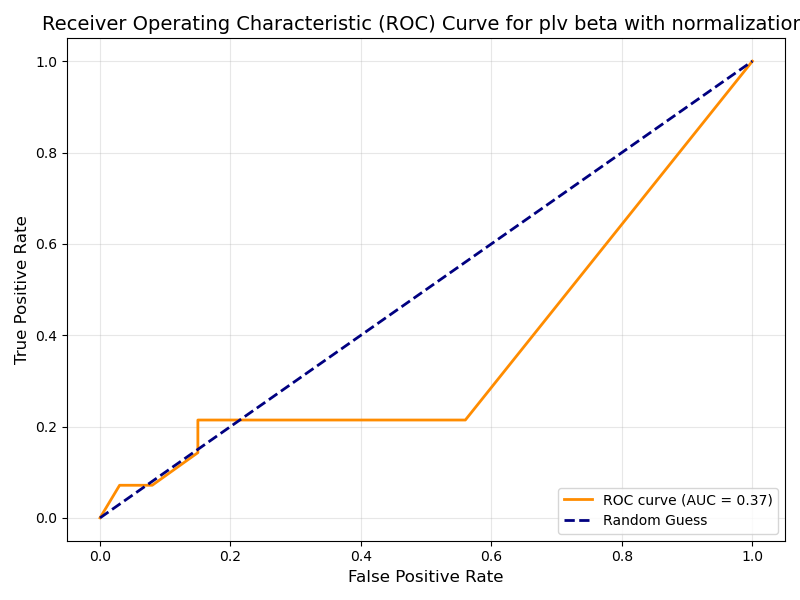 Receiver Operating Characteristic (ROC) Curve for plv beta with normalization
True Positive Rate
1.0
0.8
0.6
0.4
0.2
0.0
0.0 0.2 0.4 0.6 0.8 1.0
False Positive Rate
ROC curve (AUC = 0.37)
Random Guess